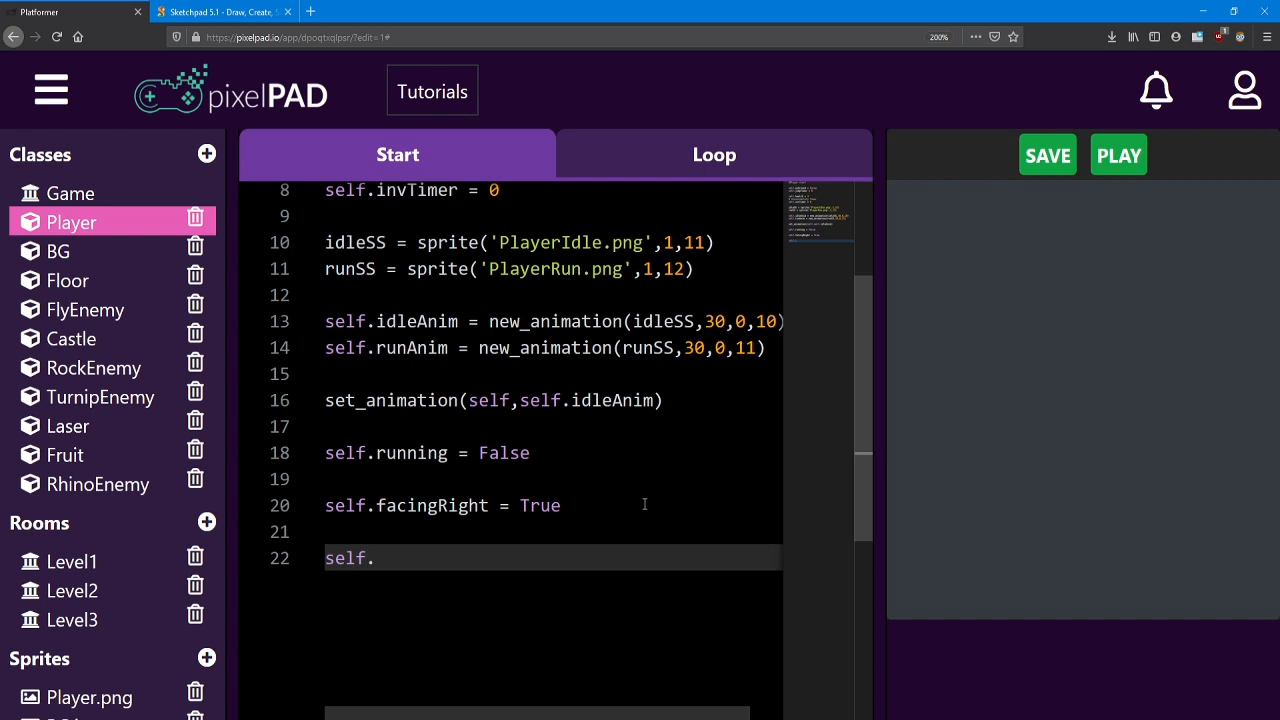 Platformer
Sketchpad 5.1 - Draw, Create, S
https://pixelpad.io/app/dpoqtxqlpsr/?edit=1#
200%
pixelPAD
Tutorials
Classes
Game
Player
BG
Floor
FlyEnemy
Castle
RockEnemy
TurnipEnemy
Laser
Fruit
RhinoEnemy
Rooms
Level1
Level2
Level3
Sprites
Player.png
Start
Loop
8 self.invTimer = 0
9
10 idleSS = sprite('PlayerIdle.png',1,11)
11 runSS = sprite('PlayerRun.png',1,12)
12
13 self.idleAnim = new_animation(idleSS,30,0,10)
14 self.runAnim = new_animation(runSS,30,0,11)
15
16 set_animation(self,self.idleAnim)
17
18 self.running = False
19
20 self.facingRight = True
21
22 self.
SAVE
PLAY